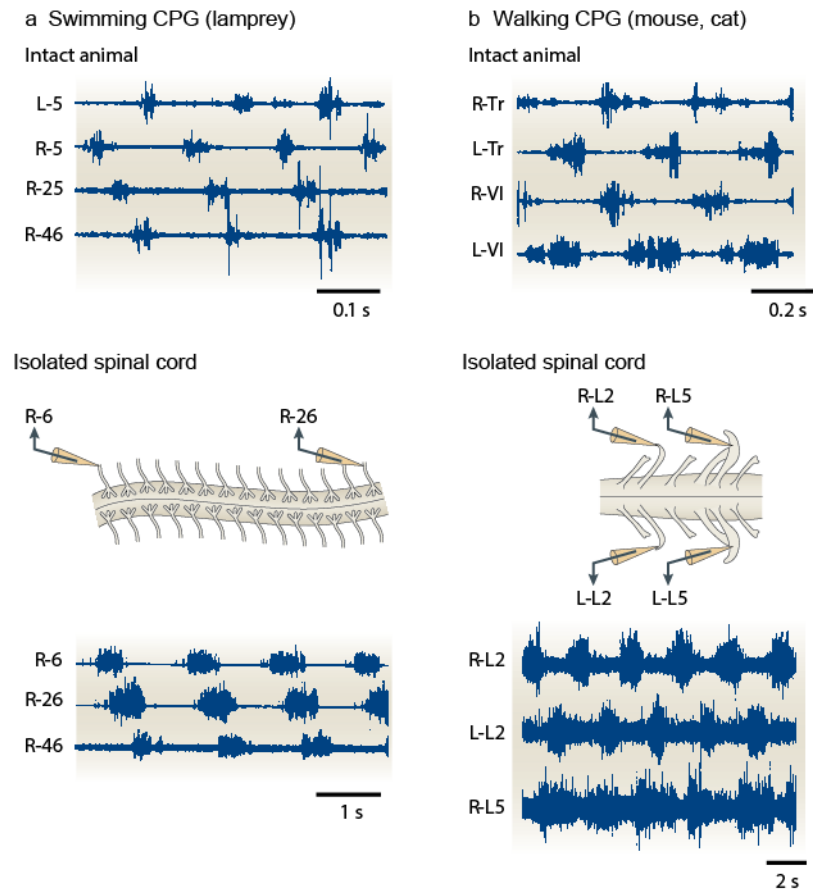 a Swimming CPG (lamprey)
Intact animal
L-5
R-5
R-25
R-46
0.1 s
Isolated spinal cord
R-6
R-26
R-6
R-26
R-46
1 s
b Walking CPG (mouse, cat)
Intact animal
R-Tr
L-Tr
R-Vl
L-Vl
0.2 s
Isolated spinal cord
R-L2 R-L5
L-L2 L-L5
R-L2
L-L2
R-L5
2 s